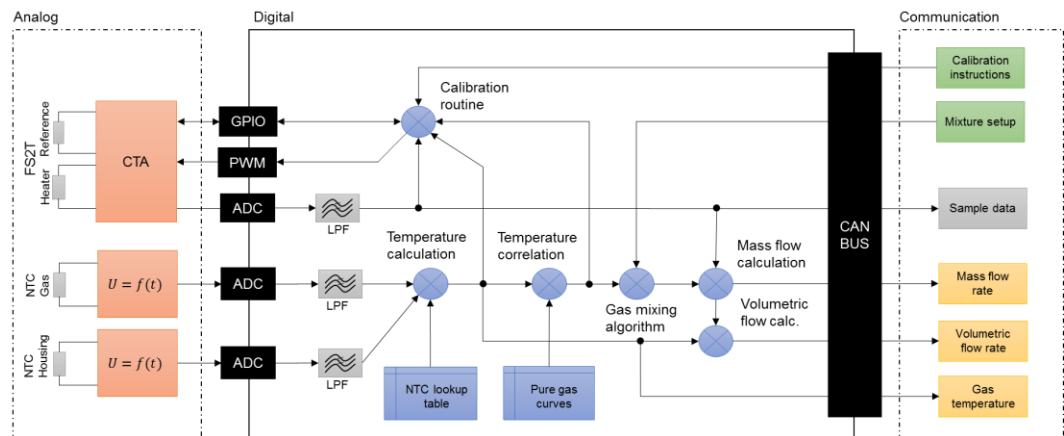 Analog
Digital
Communication
Calibration
instructions
Mixture setup
Sample data
Mass flow
rate
Volumetric
flow rate
Gas
temperature
FS2T
Reference
Heater
CTA
NTC
Gas
U = f(t)
NTC
Housing
U = f(t)
GPIO
PWM
ADC
ADC
ADC
LPF
LPF
LPF
Calibration
routine
Temperature
calculation
Temperature
correlation
Gas mixing
algorithm
Mass flow
calculation
Volumetric
flow calc.
NTC lookup
table
Pure gas
curves
CAN
BUS